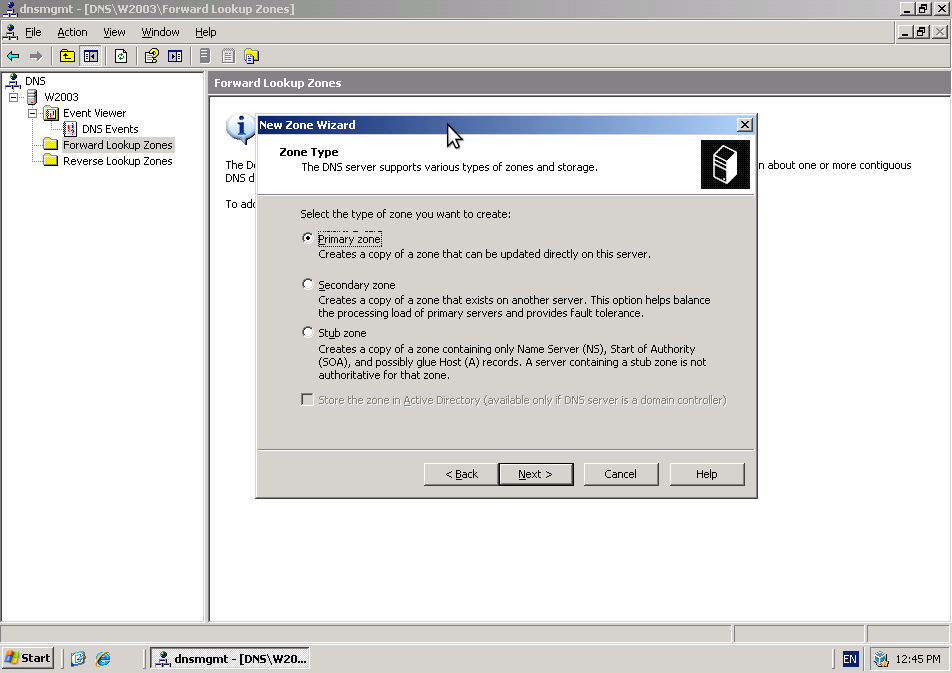 dnsmgmt - [DNS\W2003\Forward Lookup Zones]
File Action View Window Help
DNS
W2003
Event Viewer
DNS Events
Forward Lookup Zones
Reverse Lookup Zones
Forward Lookup Zones
New Zone Wizard
Zone Type
The DNS server supports various types of zones and storage.
The D
n about one or more contiguous
DNS d
To add
Select the type of zone you want to create:
Primary zone
Creates a copy of a zone that can be updated directly on this server.
Secondary zone
Creates a copy of a zone that exists on another server. This option helps balance
the processing load of primary servers and provides fault tolerance.
Stub zone
Creates a copy of a zone containing only Name Server (NS), Start of Authority
(SOA), and possibly glue Host (A) records. A server containing a stub zone is not
authoritative for that zone.
Store the zone in Active Directory (available only if DNS server is a domain controller)
< Back Next > Cancel Help
Start dnsmgmt - [DNS\W20... EN 12:45 PM